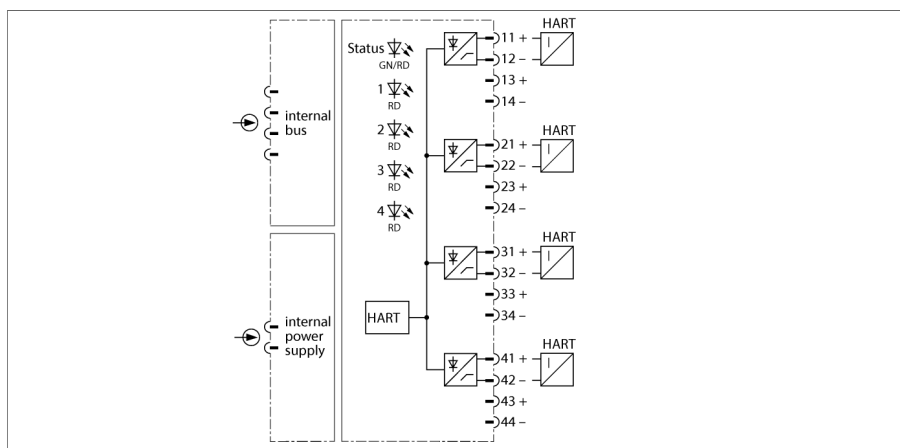 HART
Status
GN/RD
11 +
12 –
13 +
14 –
1
RD
internal
bus
2
RD
HART
21 +
22 –
23 +
24 –
3
RD
4
RD
HART
31 +
32 –
33 +
34 –
internal
power
supply
HART
HART
41 +
42 –
43 +
44 –